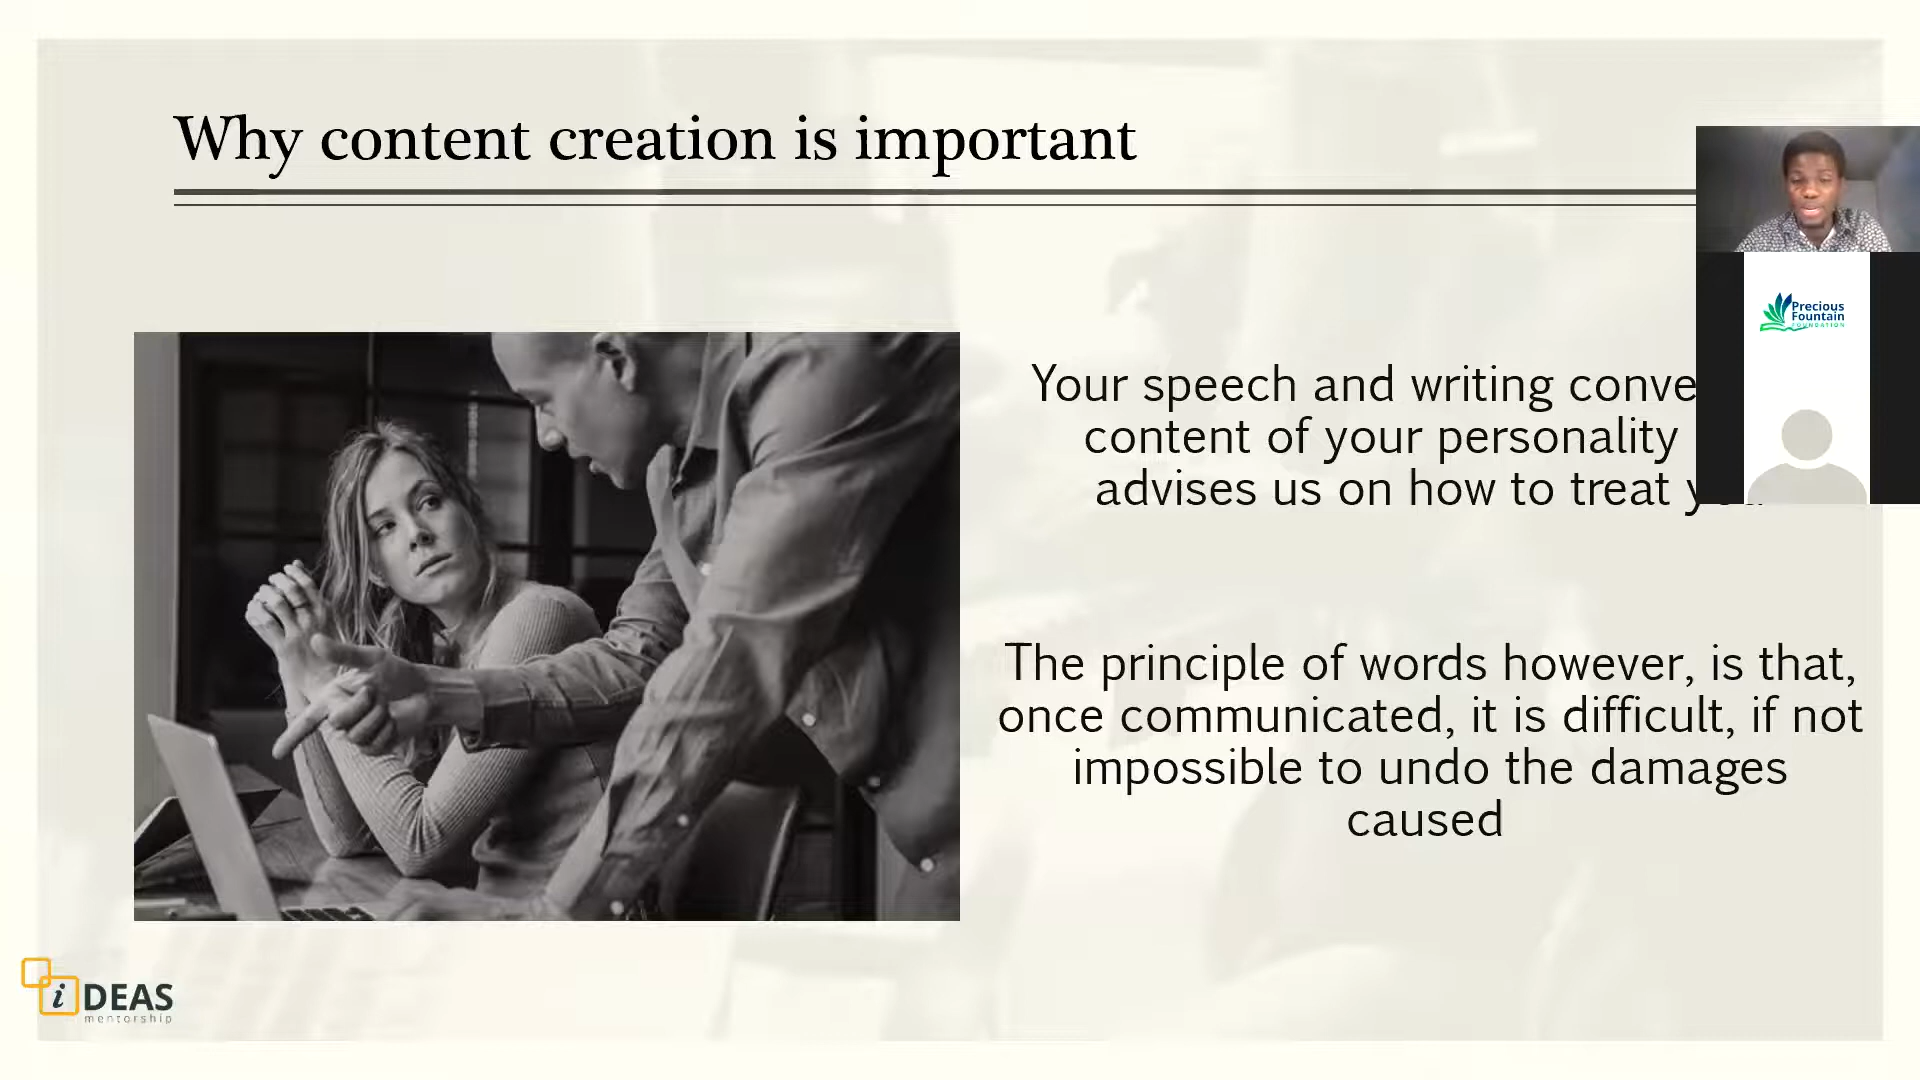 Why content creation is important
Precious
Fountain
FOUNDATION
Your speech and writing conve
content of your personality
advises us on how to treat
The principle of words however, is that,
once communicated, it is difficult, if not
impossible to undo the damages
caused
iDEAS
mentorship